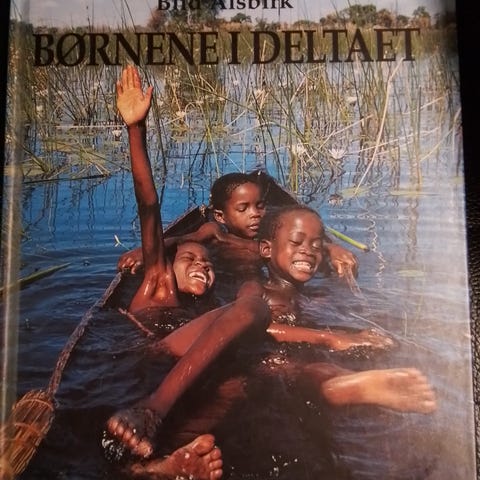 Bild Alsbirk
BØRNENE I DELTAET